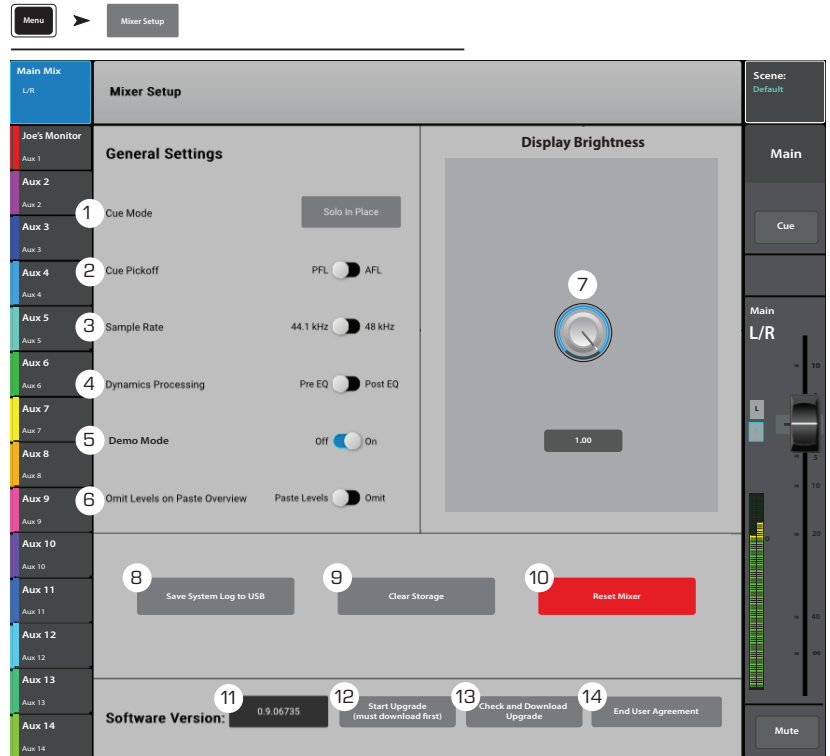 Menu
Mixer Setup
Main Mix
L/R
Mixer Setup
Scene:
Default
Joe's Monitor
Aux 1
Aux 2
Aux 2
Aux 3
Aux 3
Aux 4
Aux 4
Aux 5
Aux 5
Aux 6
Aux 6
Aux 7
Aux 7
Aux 8
Aux 8
Aux 9
Aux 9
Aux 10
Aux 10
Aux 11
Aux 11
Aux 12
Aux 12
Aux 13
Aux 13
Aux 14
Aux 14
General Settings
1 Cue Mode Solo In Place
2 Cue Pickoff PFL AFL
3 Sample Rate 44.1 kHz 48 kHz
4 Dynamics Processing Pre EQ Post EQ
5 Demo Mode Off On
6 Omit Levels on Paste Overview Paste Levels Omit
Display Brightness
7
1.00
8 Save System Log to USB
9 Clear Storage
10 Reset Mixer
Software Version:
11 0.9.06735
12 Start Upgrade
(must download first)
13 Check and Download
Upgrade
14 End User Agreement
Main
Cue
Main
L/R
10
L
5
10
0
20
40
∞
Mute